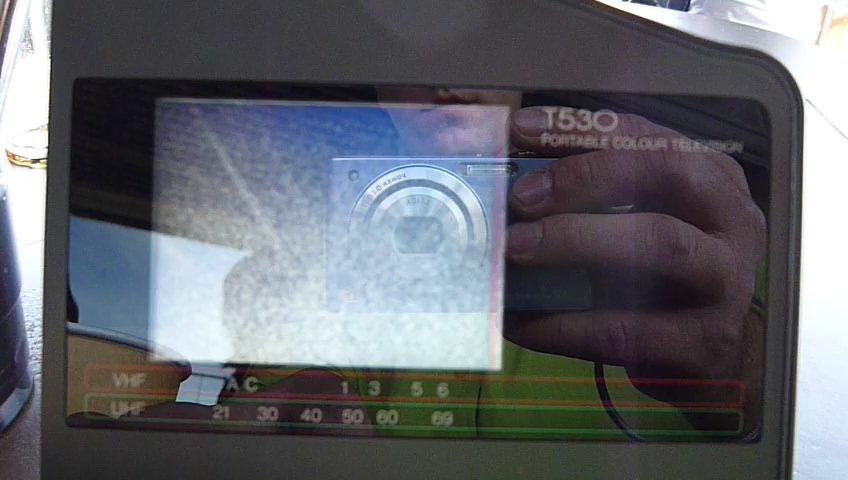 T530
PORTABLE COLOUR TELEVISION
VHF A C 1 3 5 6
UHF 21 30 40 50 60 69